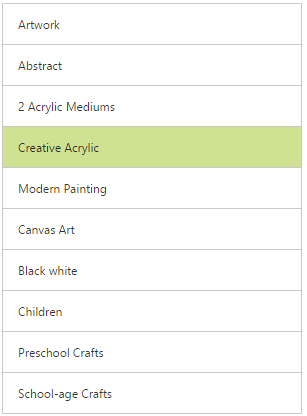 Artwork
Abstract
2 Acrylic Mediums
Creative Acrylic
Modern Painting
Canvas Art
Black white
Children
Preschool Crafts
School-age Crafts